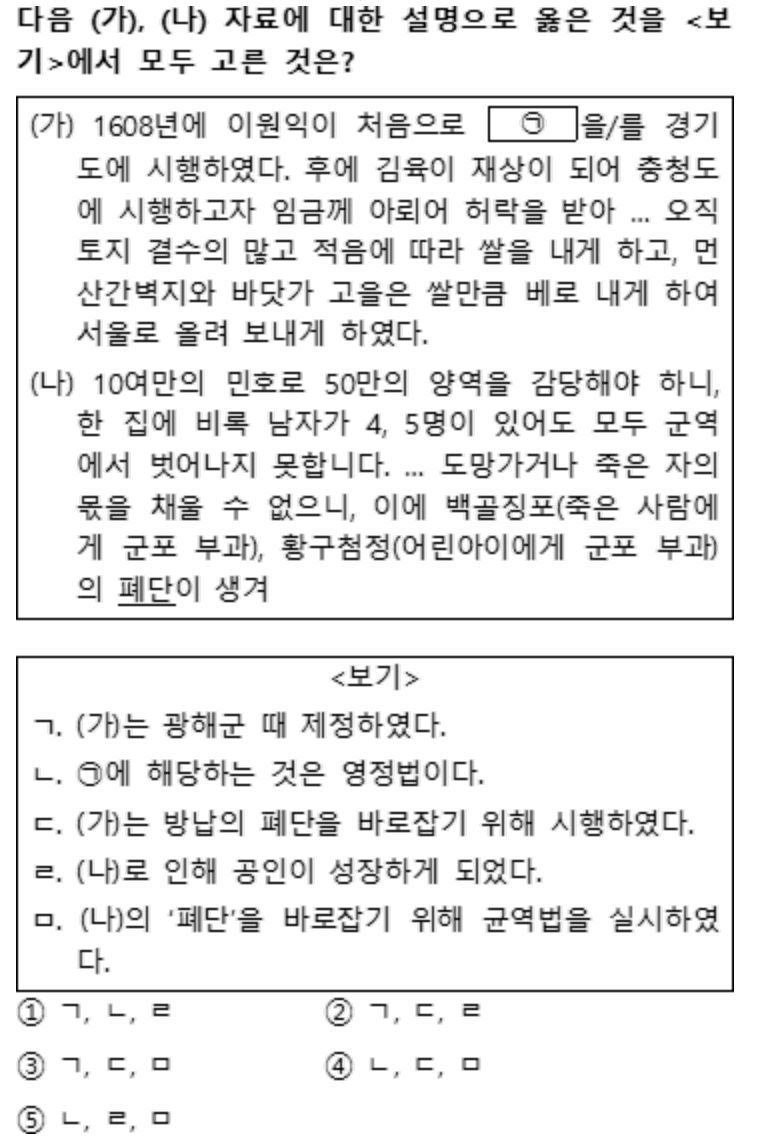 다음 (가), (나) 자료에 대한 설명으로 옳은 것을 <보
기>에서 모두 고른 것은?
(가) 1608년에 이원익이 처음으로 ㉠ 을/를 경기
도에 시행하였다. 후에 김육이 재상이 되어 충청도
에 시행하고자 임금께 아뢰어 허락을 받아 ... 오직
토지 결수의 많고 적음에 따라 쌀을 내게 하고, 먼
산간벽지와 바닷가 고을은 쌀만큼 베로 내게 하여
서울로 올려 보내게 하였다.
(나) 10여만의 민호로 50만의 양역을 감당해야 하니,
한 집에 비록 남자가 4, 5명이 있어도 모두 군역
에서 벗어나지 못합니다. ... 도망가거나 죽은 자의
몫을 채울 수 없으니, 이에 백골징포(죽은 사람에
게 군포 부과), 황구첨정(어린아이에게 군포 부과)
의 폐단이 생겨
<보기>
ㄱ. (가)는 광해군 때 제정하였다.
ㄴ. ㉠에 해당하는 것은 영정법이다.
ㄷ. (가)는 방납의 폐단을 바로잡기 위해 시행하였다.
ㄹ. (나)로 인해 공인이 성장하게 되었다.
ㅁ. (나)의 '폐단'을 바로잡기 위해 균역법을 실시하였
다.
① ㄱ, ㄴ, ㄹ ② ㄱ, ㄷ, ㄹ
③ ㄱ, ㄷ, ㅁ ④ ㄴ, ㄷ, ㅁ
⑤ ㄴ, ㄹ, ㅁ